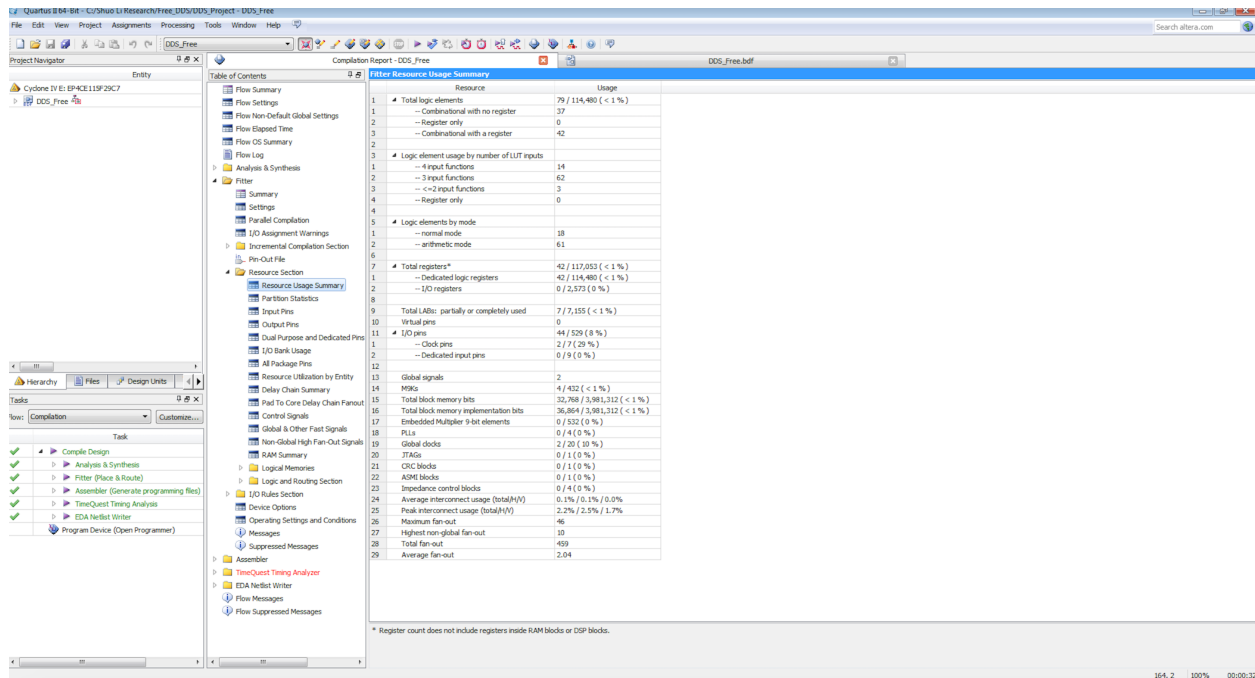 Quartus II 64-Bit - C:/Shuo Li Research/Free_DDS/DDS_Project - DDS_Free
File Edit View Project Assignments Processing Tools Window Help
Search altera.com
DDS_Free
Project Navigator
Entity
Cyclone IV E: EP4CE115F29C7
DDS_Free
Hierarchy Files Design Units
Tasks
Flow: Compilation Customize...
Task
Compile Design
Analysis & Synthesis
Fitter (Place & Route)
Assembler (Generate programming files)
TimeQuest Timing Analysis
EDA Netlist Writer
Program Device (Open Programmer)
Compilation Report - DDS_Free
DDS_Free.bdf
Table of Contents
Flow Summary
Flow Settings
Flow Non-Default Global Settings
Flow Elapsed Time
Flow OS Summary
Flow Log
Analysis & Synthesis
Fitter
Summary
Settings
Parallel Compilation
I/O Assignment Warnings
Incremental Compilation Section
Pin-Out File
Resource Section
Resource Usage Summary
Partition Statistics
Input Pins
Output Pins
Dual Purpose and Dedicated Pins
I/O Bank Usage
All Package Pins
Resource Utilization by Entity
Delay Chain Summary
Pad To Core Delay Chain Fanout
Control Signals
Global & Other Fast Signals
Non-Global High Fan-Out Signals
RAM Summary
Logical Memories
Logic and Routing Section
I/O Rules Section
Device Options
Operating Settings and Conditions
Messages
Suppressed Messages
Assembler
TimeQuest Timing Analyzer
EDA Netlist Writer
Flow Messages
Flow Suppressed Messages
Fitter Resource Usage Summary
Resource Usage
1 Total logic elements 79 / 114,480 ( < 1 % )
1 -- Combinational with no register 37
2 -- Register only 0
3 -- Combinational with a register 42
2
3 Logic element usage by number of LUT inputs
1 -- 4 input functions 14
2 -- 3 input functions 62
3 -- <=2 input functions 3
4 -- Register only 0
4
5 Logic elements by mode
1 -- normal mode 18
2 -- arithmetic mode 61
6
7 Total registers* 42 / 117,053 ( < 1 % )
1 -- Dedicated logic registers 42 / 114,480 ( < 1 % )
2 -- I/O registers 0 / 2,573 ( 0 % )
8
9 Total LABs: partially or completely used 7 / 7,155 ( < 1 % )
10 Virtual pins 0
11 I/O pins 44 / 529 ( 8 % )
1 -- Clock pins 2 / 7 ( 29 % )
2 -- Dedicated input pins 0 / 9 ( 0 % )
12
13 Global signals 2
14 M9Ks 4 / 432 ( < 1 % )
15 Total block memory bits 32,768 / 3,981,312 ( < 1 % )
16 Total block memory implementation bits 36,864 / 3,981,312 ( < 1 % )
17 Embedded Multiplier 9-bit elements 0 / 532 ( 0 % )
18 PLLs 0 / 4 ( 0 % )
19 Global clocks 2 / 20 ( 10 % )
20 JTAGs 0 / 1 ( 0 % )
21 CRC blocks 0 / 1 ( 0 % )
22 ASMI blocks 0 / 1 ( 0 % )
23 Impedance control blocks 0 / 4 ( 0 % )
24 Average interconnect usage (total/H/V) 0.1% / 0.1% / 0.0%
25 Peak interconnect usage (total/H/V) 2.2% / 2.5% / 1.7%
26 Maximum fan-out 46
27 Highest non-global fan-out 10
28 Total fan-out 459
29 Average fan-out 2.04
* Register count does not include registers inside RAM blocks or DSP blocks.
164, 2 100% 00:00:32